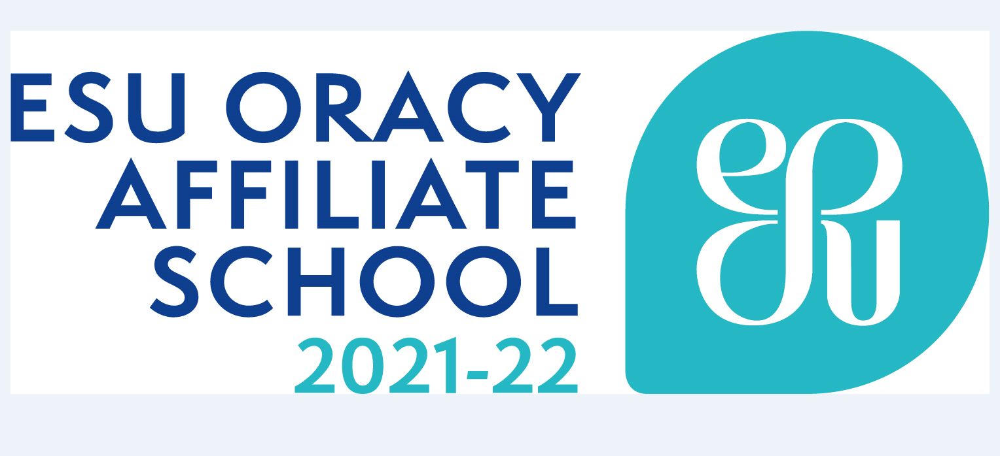 ESU ORACY
AFFILIATE
SCHOOL
2021-22